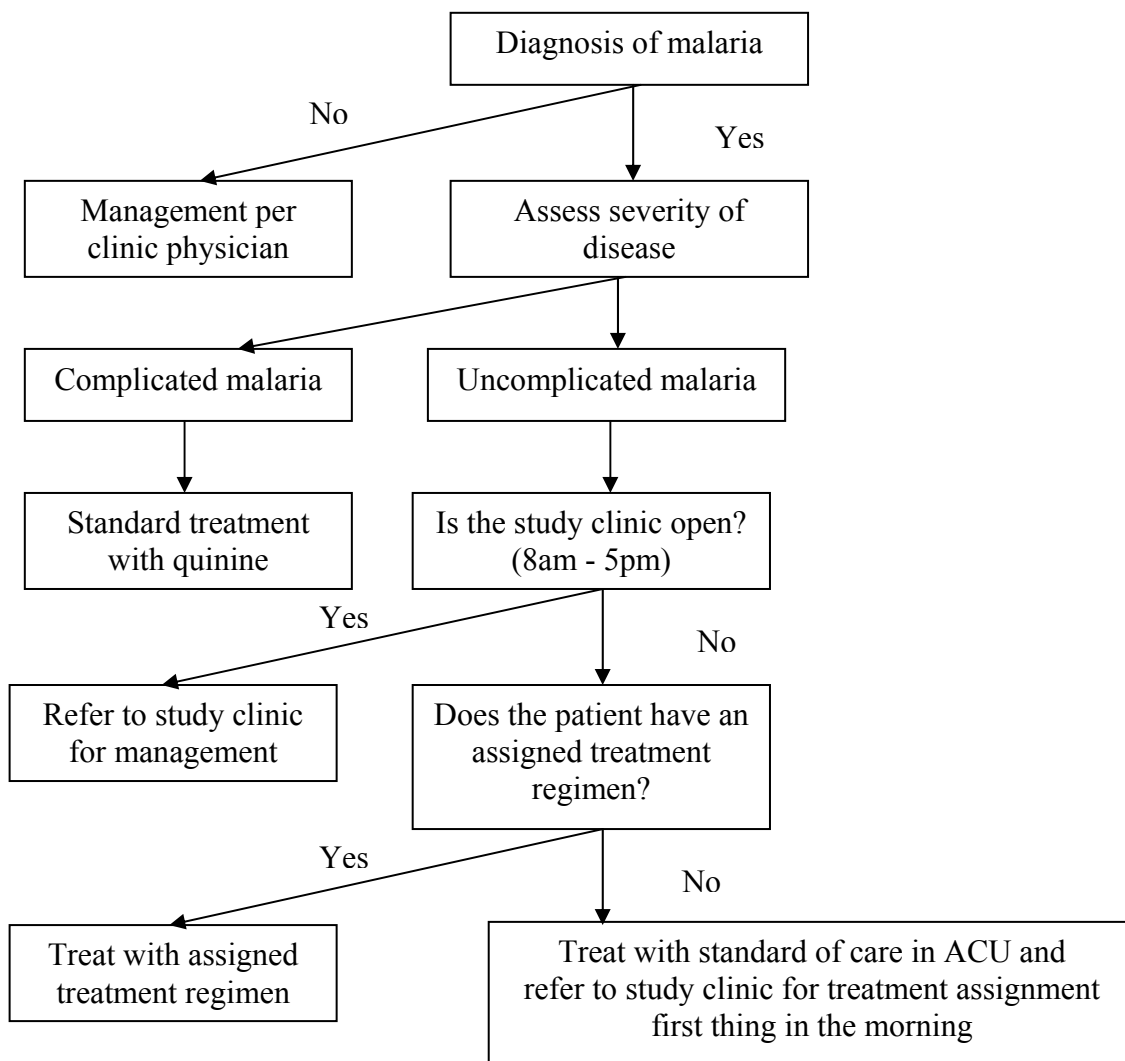 Diagnosis of malaria
No
Yes
Management per
clinic physician
Assess severity of
disease
Complicated malaria
Uncomplicated malaria
Standard treatment
with quinine
Is the study clinic open?
(8am - 5pm)
Yes
No
Refer to study clinic
for management
Does the patient have an
assigned treatment
regimen?
Yes
No
Treat with assigned
treatment regimen
Treat with standard of care in ACU and
refer to study clinic for treatment assignment
first thing in the morning